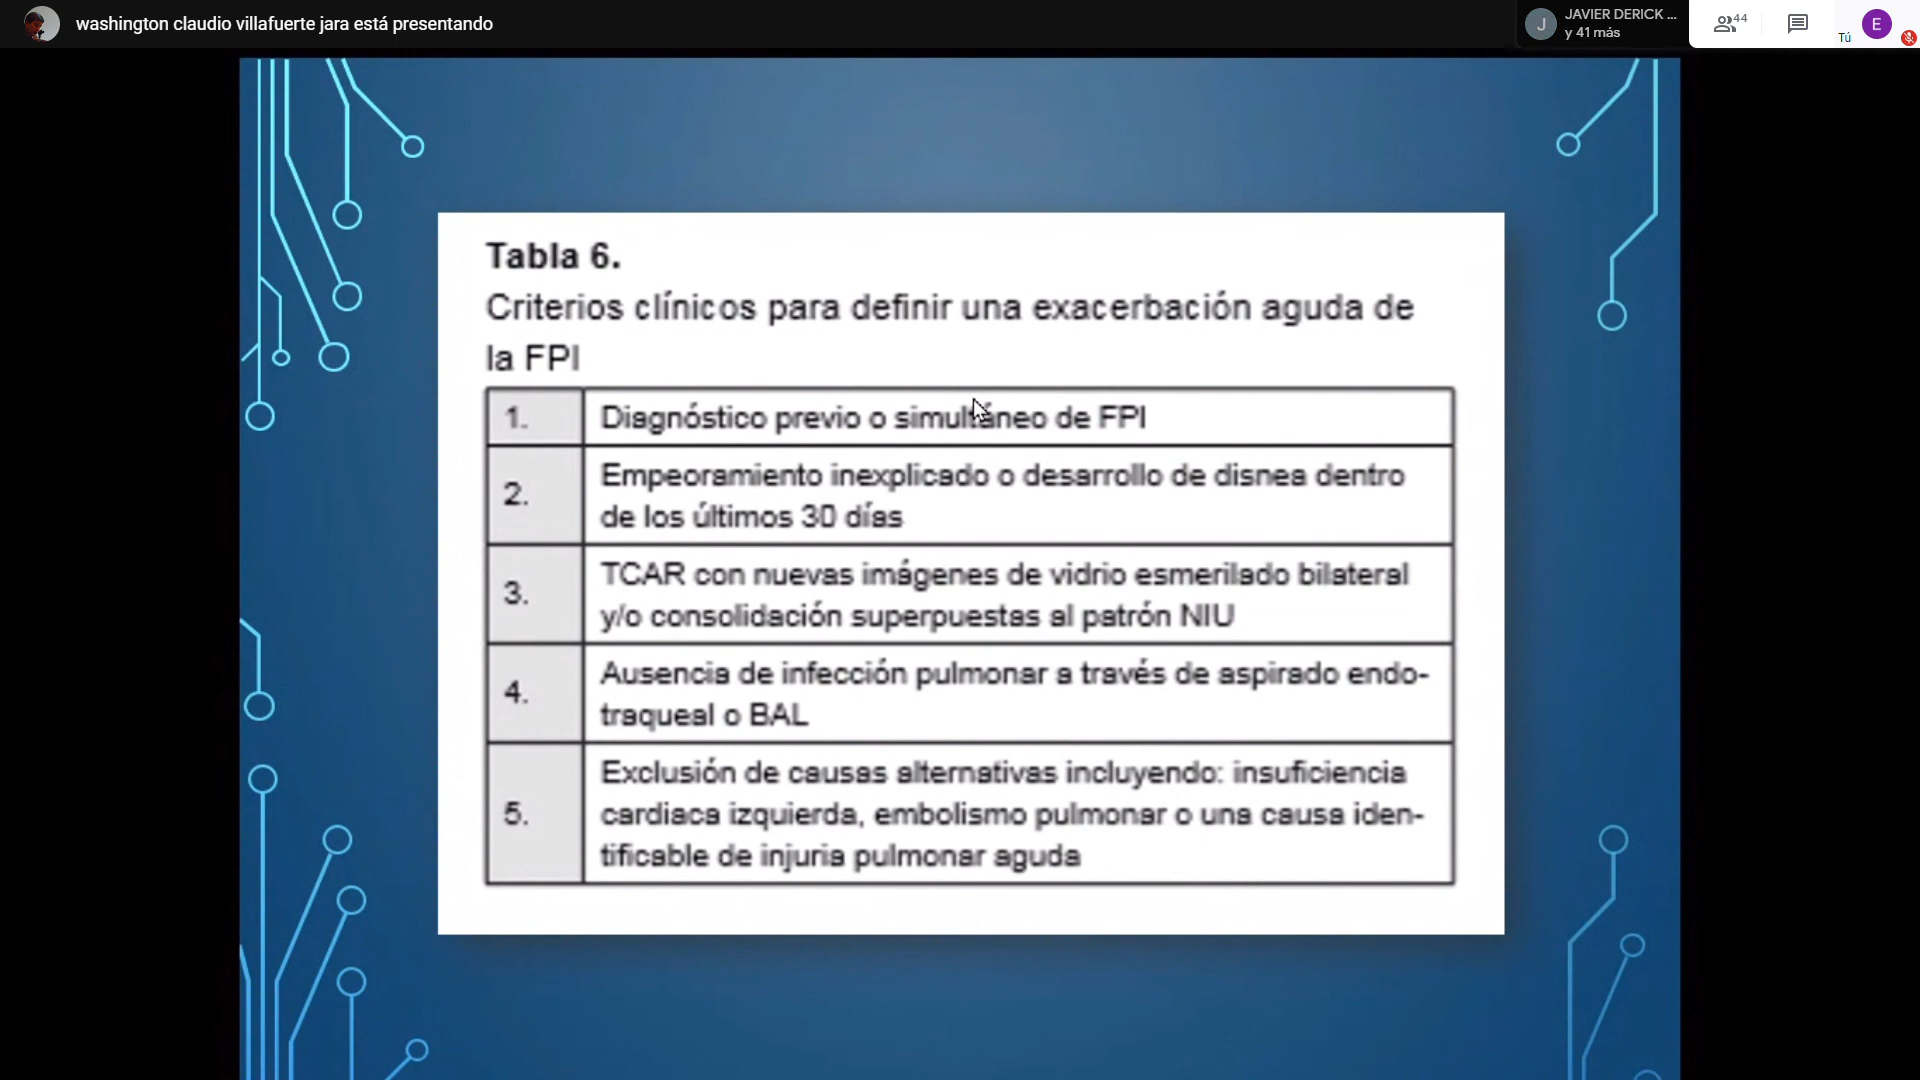 washington claudio villafuerte jara está presentando
J
JAVIER DERICK ...
y 41 más
44
Tú
E
Tabla 6.
Criterios clínicos para definir una exacerbación aguda de
la FPI
1.
Diagnóstico previo o simultáneo de FPI
2.
Empeoramiento inexplicado o desarrollo de disnea dentro
de los últimos 30 días
3.
TCAR con nuevas imágenes de vidrio esmerilado bilateral
y/o consolidación superpuestas al patrón NIU
4.
Ausencia de infección pulmonar a través de aspirado endo-
traqueal o BAL
5.
Exclusión de causas alternativas incluyendo: insuficiencia
cardiaca izquierda, embolismo pulmonar o una causa iden-
tificable de injuria pulmonar aguda